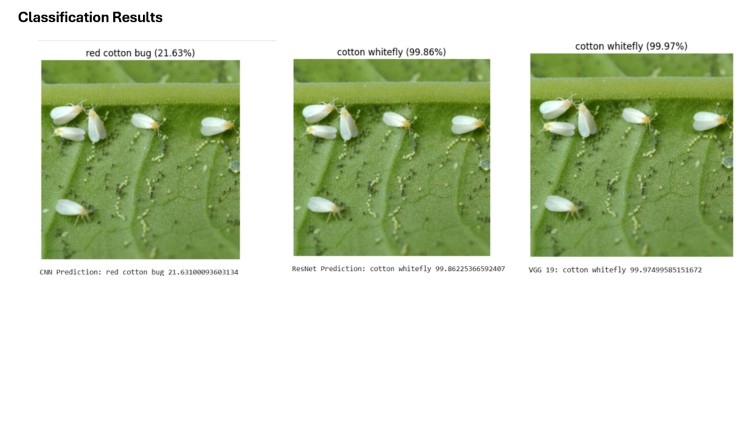 Classification Results
red cotton bug (21.63%)
cotton whitefly (99.86%)
cotton whitefly (99.97%)
CNN Prediction: red cotton bug 21.63100093603134
ResNet Prediction: cotton whitefly 99.86225366592407
VGG 19: cotton whitefly 99.97499585151672